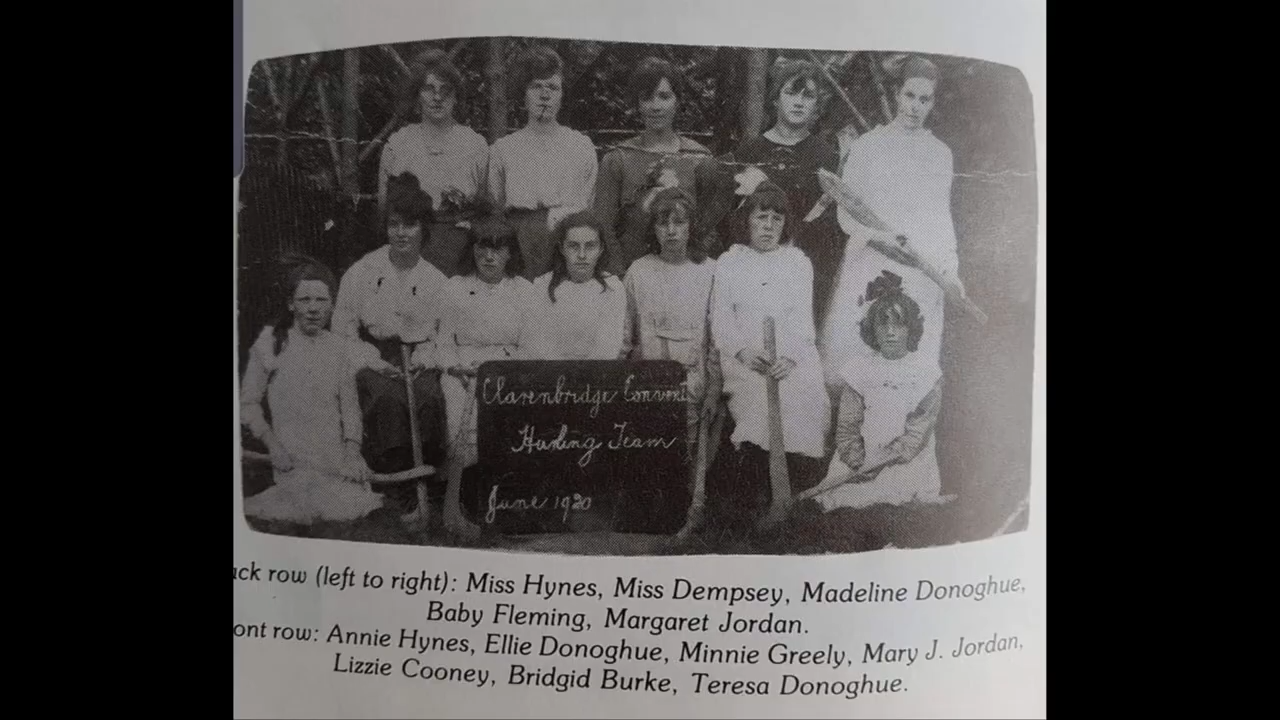 Clarenbridge Convent
Hurling Team
June 1920
ack row (left to right): Miss Hynes, Miss Dempsey, Madeline Donoghue,
Baby Fleming, Margaret Jordan.
ont row: Annie Hynes, Ellie Donoghue, Minnie Greely, Mary J. Jordan,
Lizzie Cooney, Bridgid Burke, Teresa Donoghue.